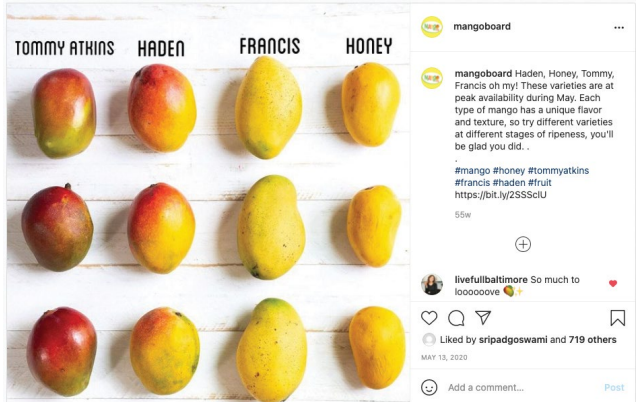 TOMMY ATKINS HADEN FRANCIS HONEY
mangoboard
mangoboard Haden, Honey, Tommy,
Francis oh my! These varieties are at
peak availability during May. Each
type of mango has a unique flavor
and texture, so try different varieties
at different stages of ripeness, you'll
be glad you did. .
.
#mango #honey #tommyatkins
#francis #haden #fruit
https://bit.ly/2SSScIU
55w
livefullbaltimore So much to
loooooove 🥭✨
Liked by sripadgoswami and 719 others
MAY 13, 2020
Add a comment... Post